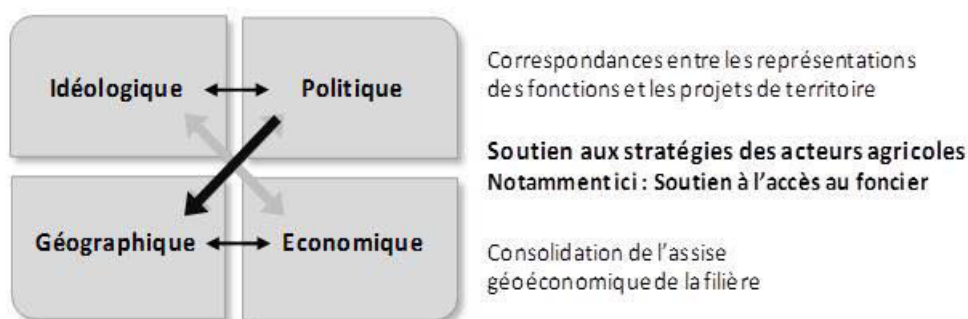 Idéologique
Politique
Correspondances entre les représentations
des fonctions et les projets de territoire
Soutien aux stratégies des acteurs agricoles
Notamment ici : Soutien à l'accès au foncier
Géographique
Economique
Consolidation de l'assise
géoéconomique de la filière